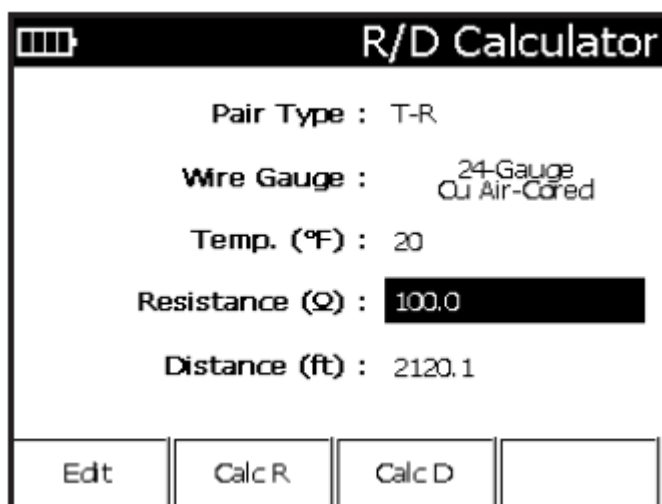 R/D Calculator
Pair Type : T-R
Wire Gauge : 24-Gauge
Cu Air-Cored
Temp. (°F) : 20
Resistance (Ω) : 100.0
Distance (ft) : 2120.1
Edit Calc R Calc D